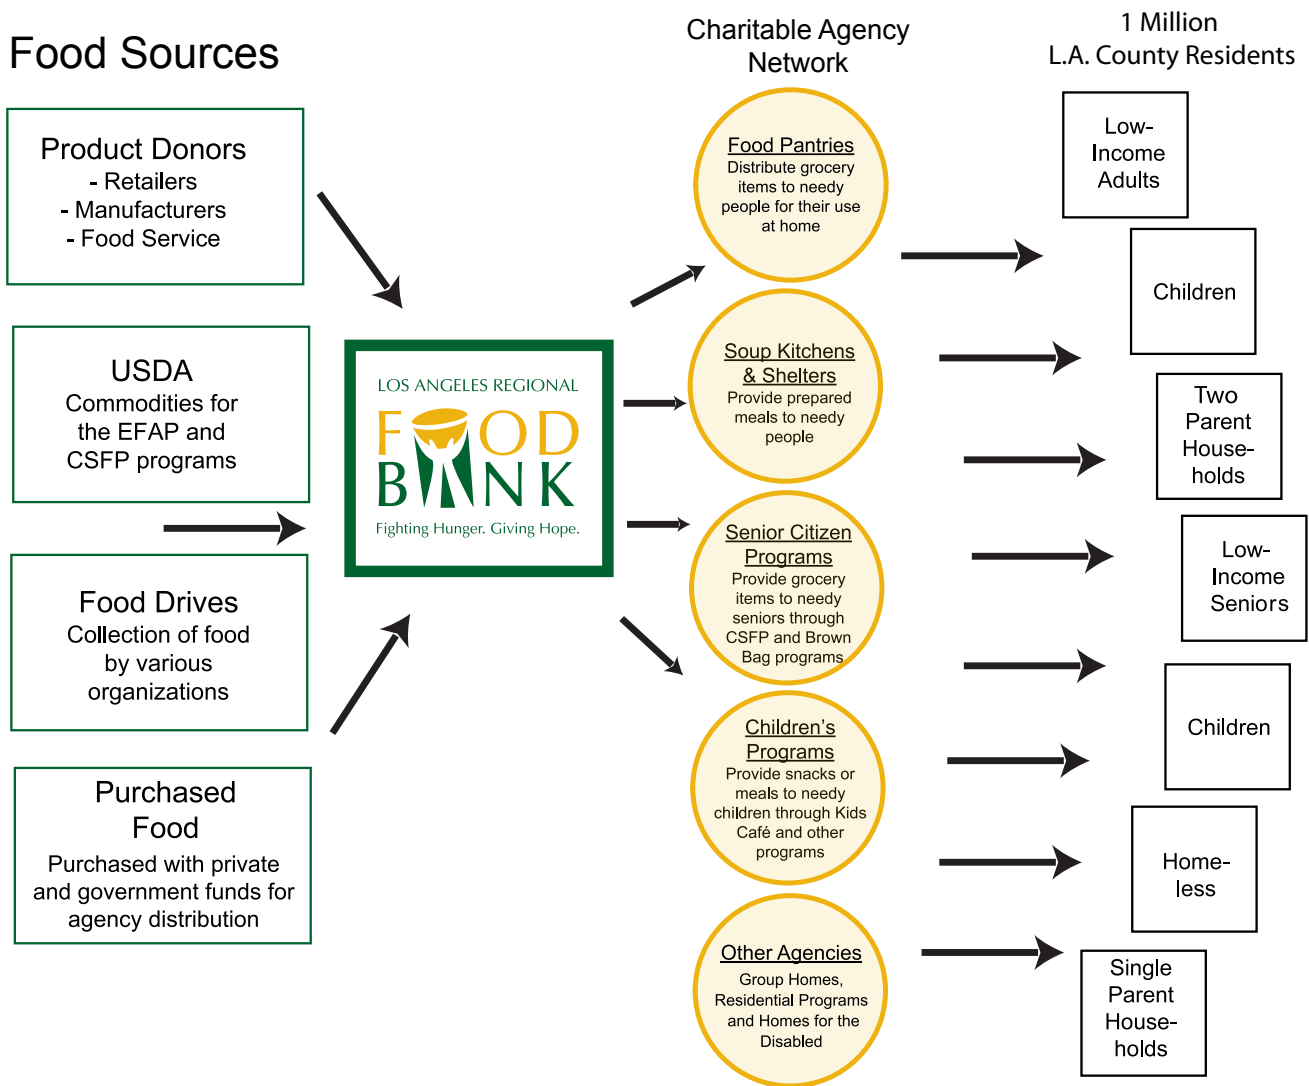 Food Sources
Product Donors
- Retailers
- Manufacturers
- Food Service
USDA
Commodities for
the EFAP and
CSFP programs
Food Drives
Collection of food
by various
organizations
Purchased
Food
Purchased with private
and government funds for
agency distribution
LOS ANGELES REGIONAL
FOOD
BANK
Fighting Hunger. Giving Hope.
Charitable Agency
Network
Food Pantries
Distribute grocery
items to needy
people for their use
at home
Soup Kitchens
& Shelters
Provide prepared
meals to needy
people
Senior Citizen
Programs
Provide grocery
items to needy
seniors through
CSFP and Brown
Bag programs
Children’s
Programs
Provide snacks or
meals to needy
children through Kids
Café and other
programs
Other Agencies
Group Homes,
Residential Programs
and Homes for the
Disabled
1 Million
L.A. County Residents
Low-
Income
Adults
Children
Two
Parent
House-
holds
Low-
Income
Seniors
Children
Home-
less
Single
Parent
House-
holds